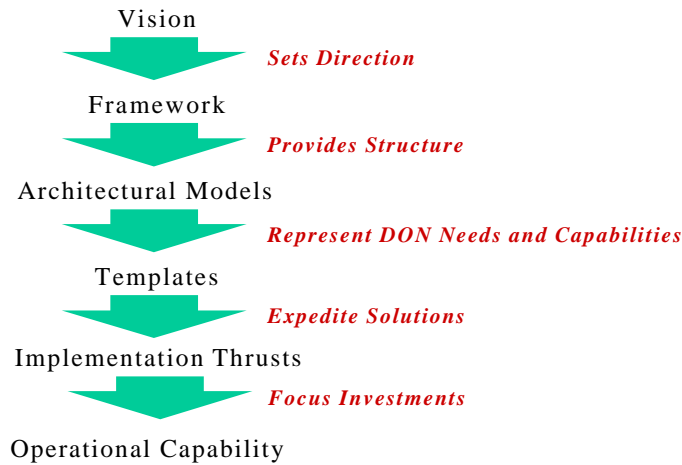 Vision
Sets Direction
Framework
Provides Structure
Architectural Models
Represent DON Needs and Capabilities
Templates
Expedite Solutions
Implementation Thrusts
Focus Investments
Operational Capability